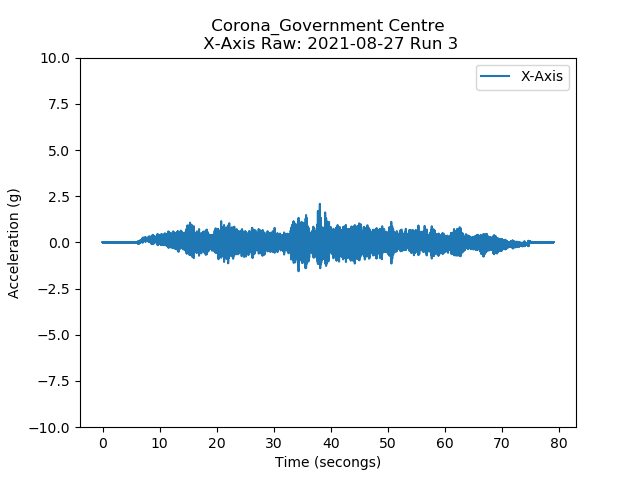 Corona_Government Centre
X-Axis Raw: 2021-08-27 Run 3
10.0
7.5
5.0
2.5
0.0
−2.5
−5.0
−7.5
−10.0
Acceleration (g)
X-Axis
0 10 20 30 40 50 60 70 80
Time (secongs)